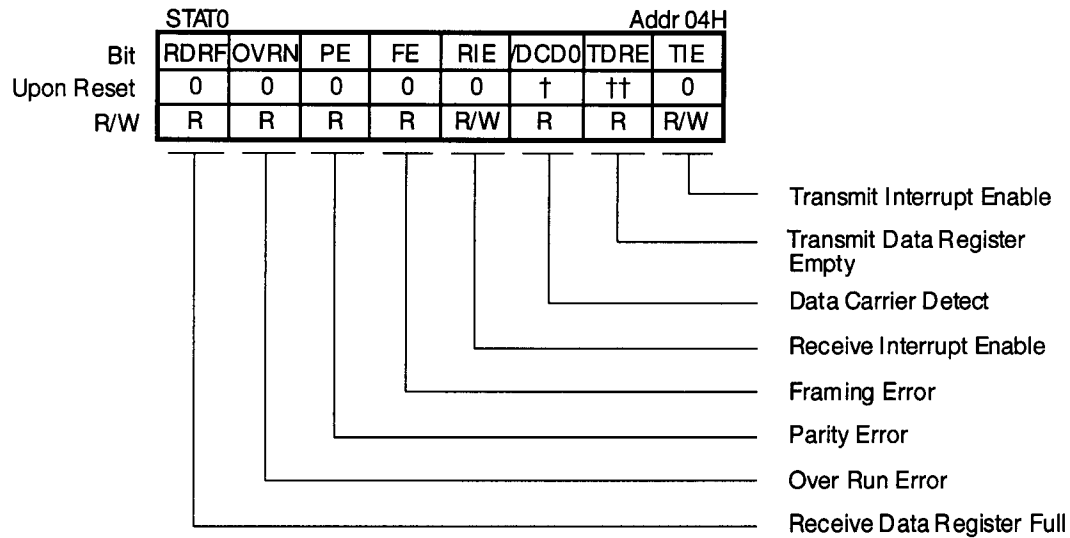 STAT0 Addr 04H
Bit RDRF OVRN PE FE RIE /DCD0 TDRE TIE
Upon Reset 0 0 0 0 0 † †† 0
R/W R R R R R/W R R R/W
Transmit Interrupt Enable
Transmit Data Register
Empty
Data Carrier Detect
Receive Interrupt Enable
Framing Error
Parity Error
Over Run Error
Receive Data Register Full